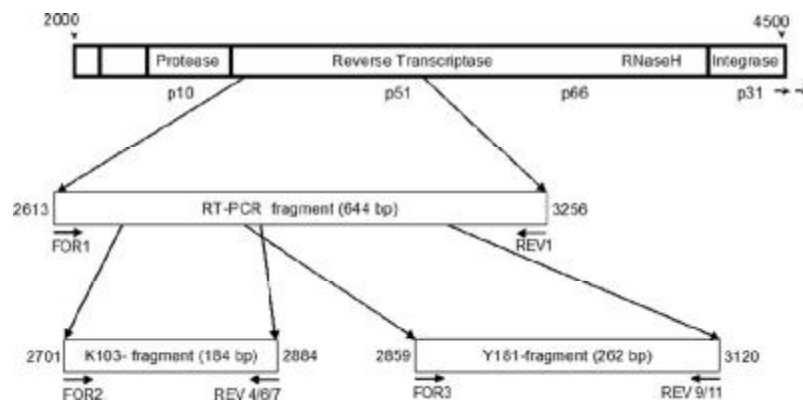 2000 4500
Protease Reverse Transcriptase RNaseH Integrase
p10 p51 p66 p31
2613 RT-PCR fragment (644 bp) 3256
FOR1 REV1
2701 K103- fragment (184 bp) 2884 2859 Y181-fragment (262 bp) 3120
FOR2 REV 4/6/7 FOR3 REV 9/11